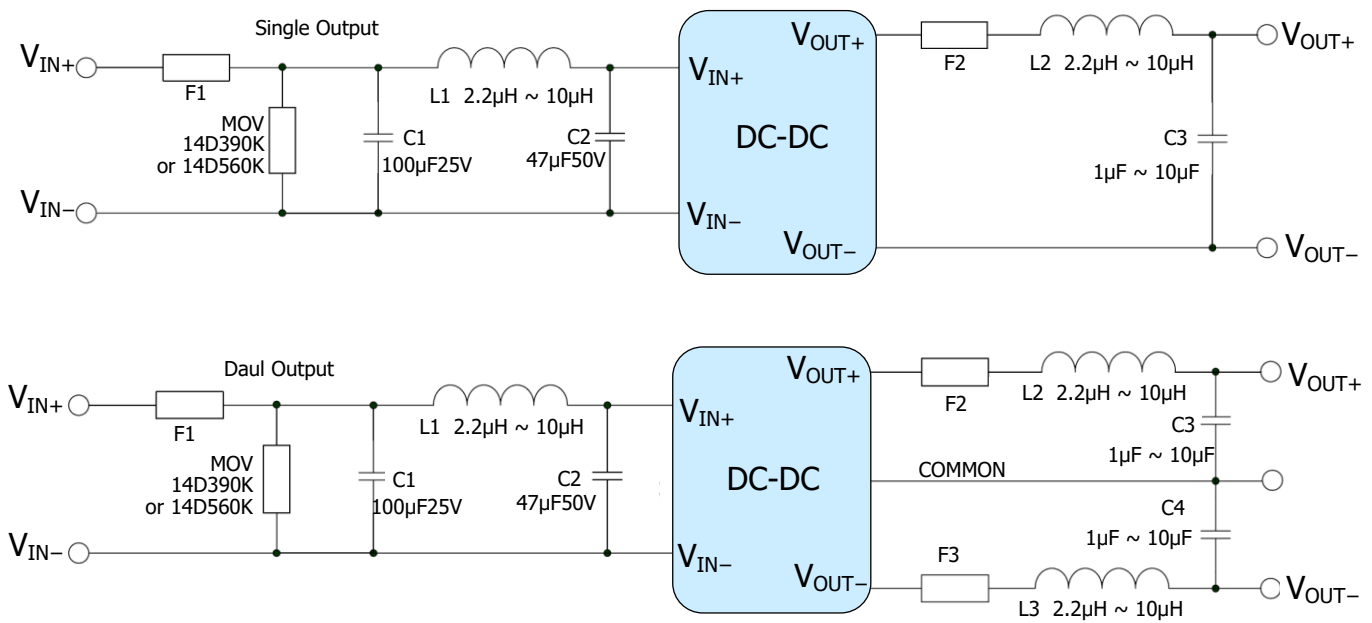 Single Output
VIN+
F1
MOV
14D390K
or 14D560K
C1
100μF25V
L1 2.2μH ~ 10μH
C2
47μF50V
VIN−
VIN+
DC-DC
VIN−
VOUT+
VOUT−
F2
L2 2.2μH ~ 10μH
C3
1μF ~ 10μF
VOUT+
VOUT−
Daul Output
VIN+
F1
MOV
14D390K
or 14D560K
C1
100μF25V
L1 2.2μH ~ 10μH
C2
47μF50V
VIN−
VIN+
DC-DC
VIN−
VOUT+
VOUT−
F2
L2 2.2μH ~ 10μH
C3
1μF ~ 10μF
COMMON
C4
1μF ~ 10μF
F3
L3 2.2μH ~ 10μH
VOUT+
VOUT−